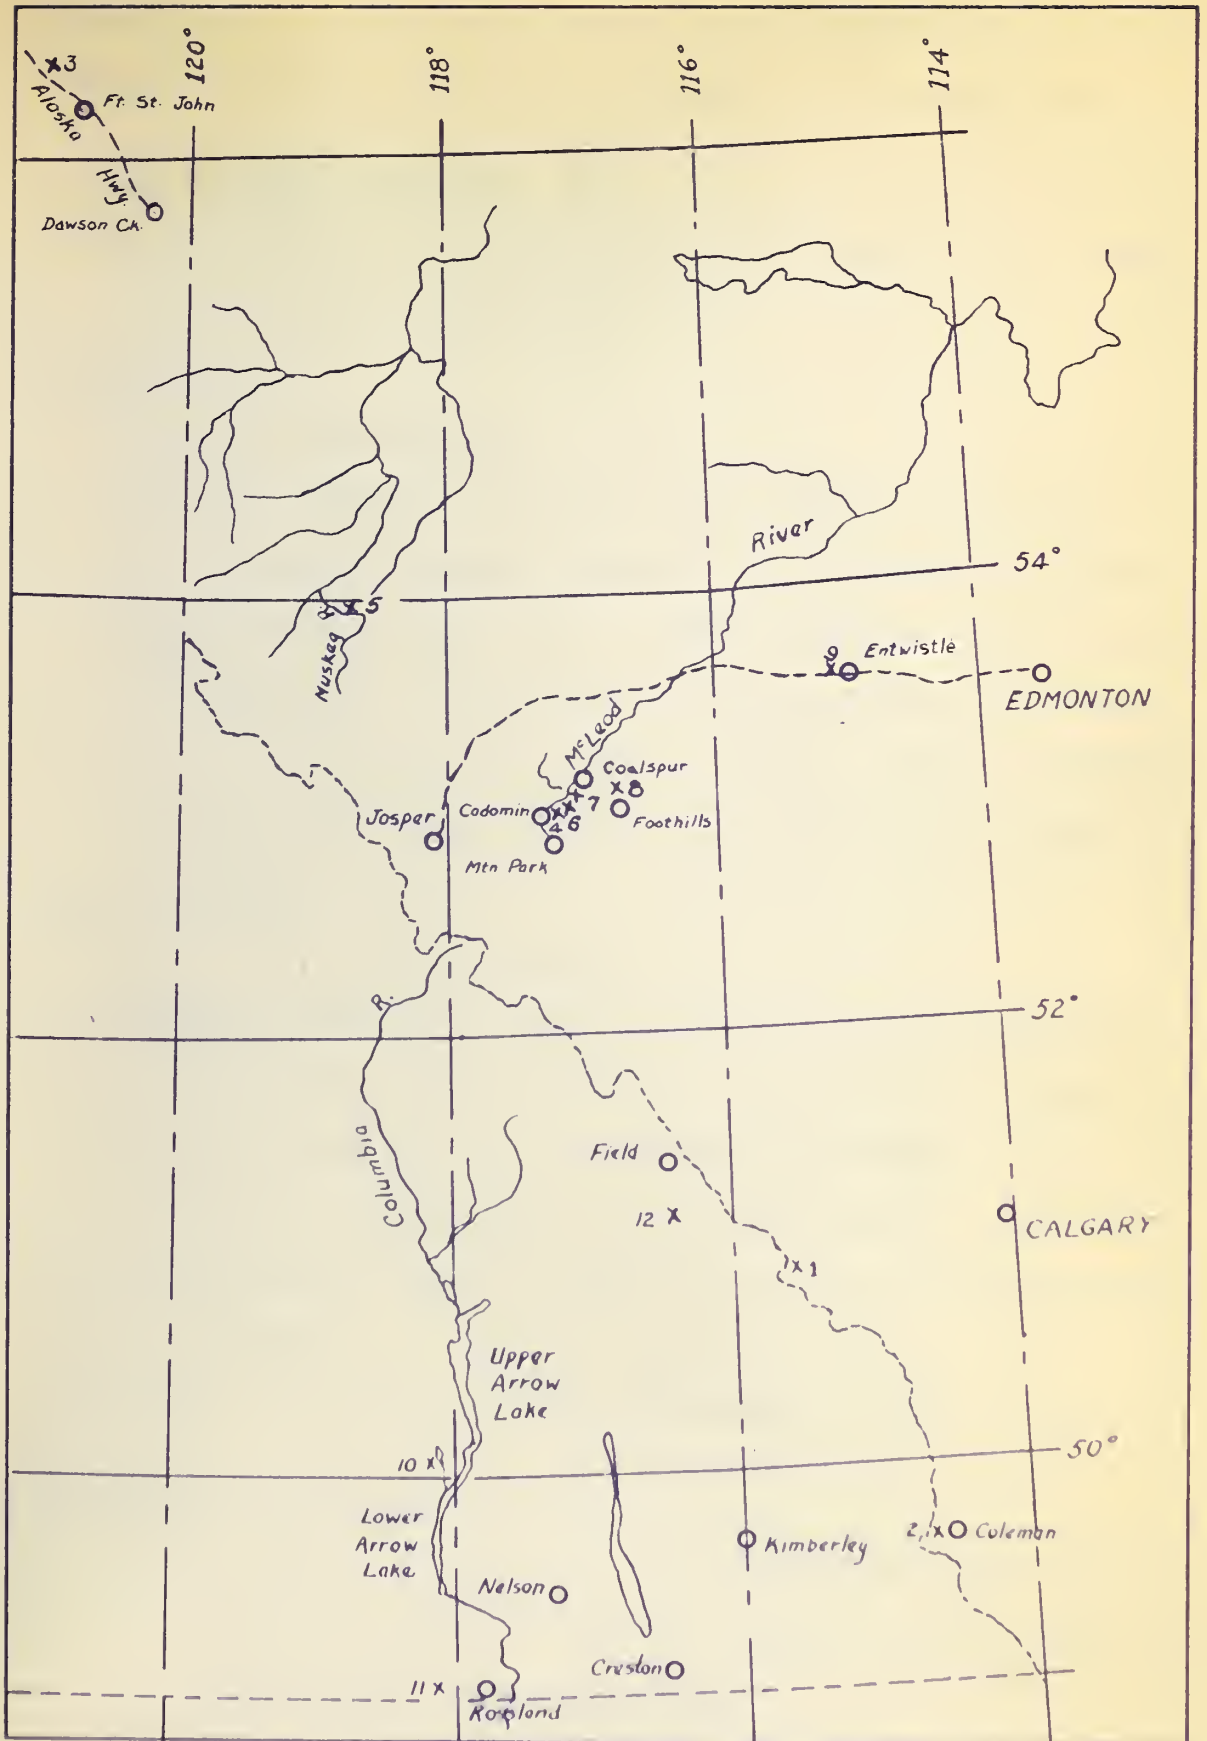 120°
118°
116°
114°
3
Ft. St. John
Alaska
Hwy.
Dawson Ck.
River
54°
5
R.
Muskeg
9
Entwistle
EDMONTON
McLeod
Coalspur
8
7
Cadomin
Foothills
4 6
Jasper
Mtn Park
R.
52°
Columbia
Field
12
CALGARY
1
Upper
Arrow
Lake
50°
10
Lower
Arrow
Lake
2,
Coleman
Kimberley
Nelson
Creston
11
Rossland